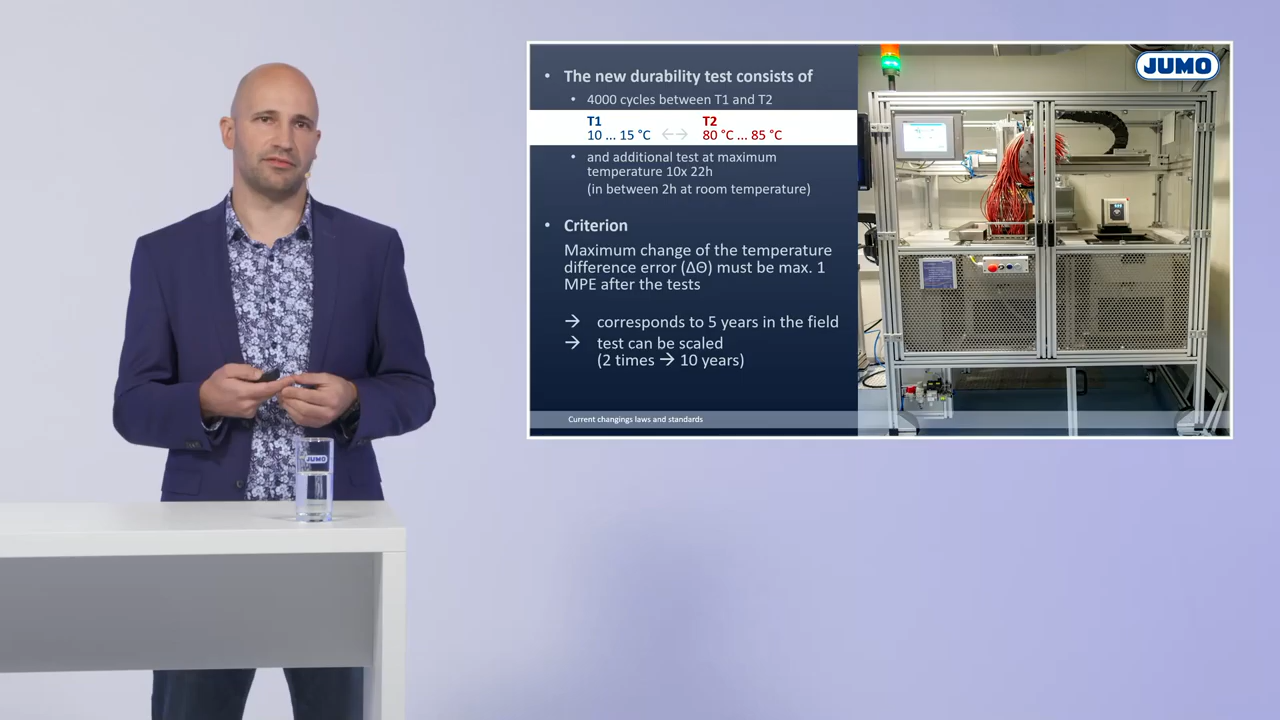 The new durability test consists of
4000 cycles between T1 and T2
T1 T2
10 ... 15 °C ←→ 80 °C ... 85 °C
and additional test at maximum
temperature 10x 22h
(in between 2h at room temperature)
Criterion
Maximum change of the temperature
difference error (ΔΘ) must be max. 1
MPE after the tests
→ corresponds to 5 years in the field
→ test can be scaled
(2 times → 10 years)
Current changings laws and standards
JUMO
JUMO